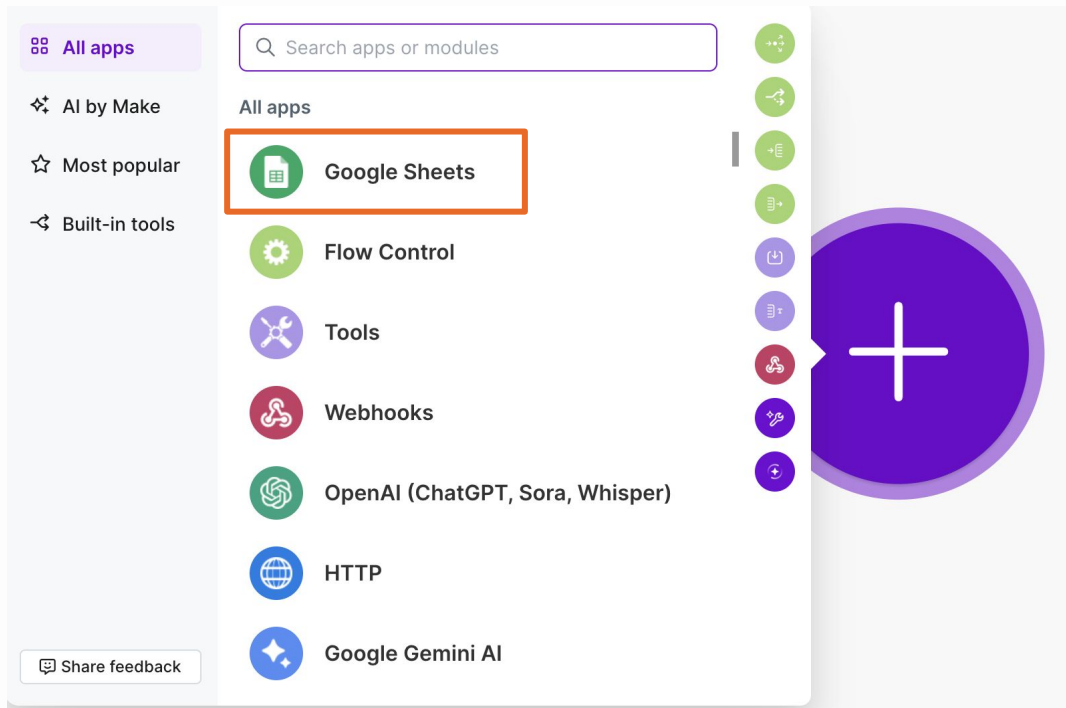 All apps
AI by Make
Most popular
Built-in tools
Share feedback
Search apps or modules
All apps
Google Sheets
Flow Control
Tools
Webhooks
OpenAI (ChatGPT, Sora, Whisper)
HTTP
Google Gemini AI